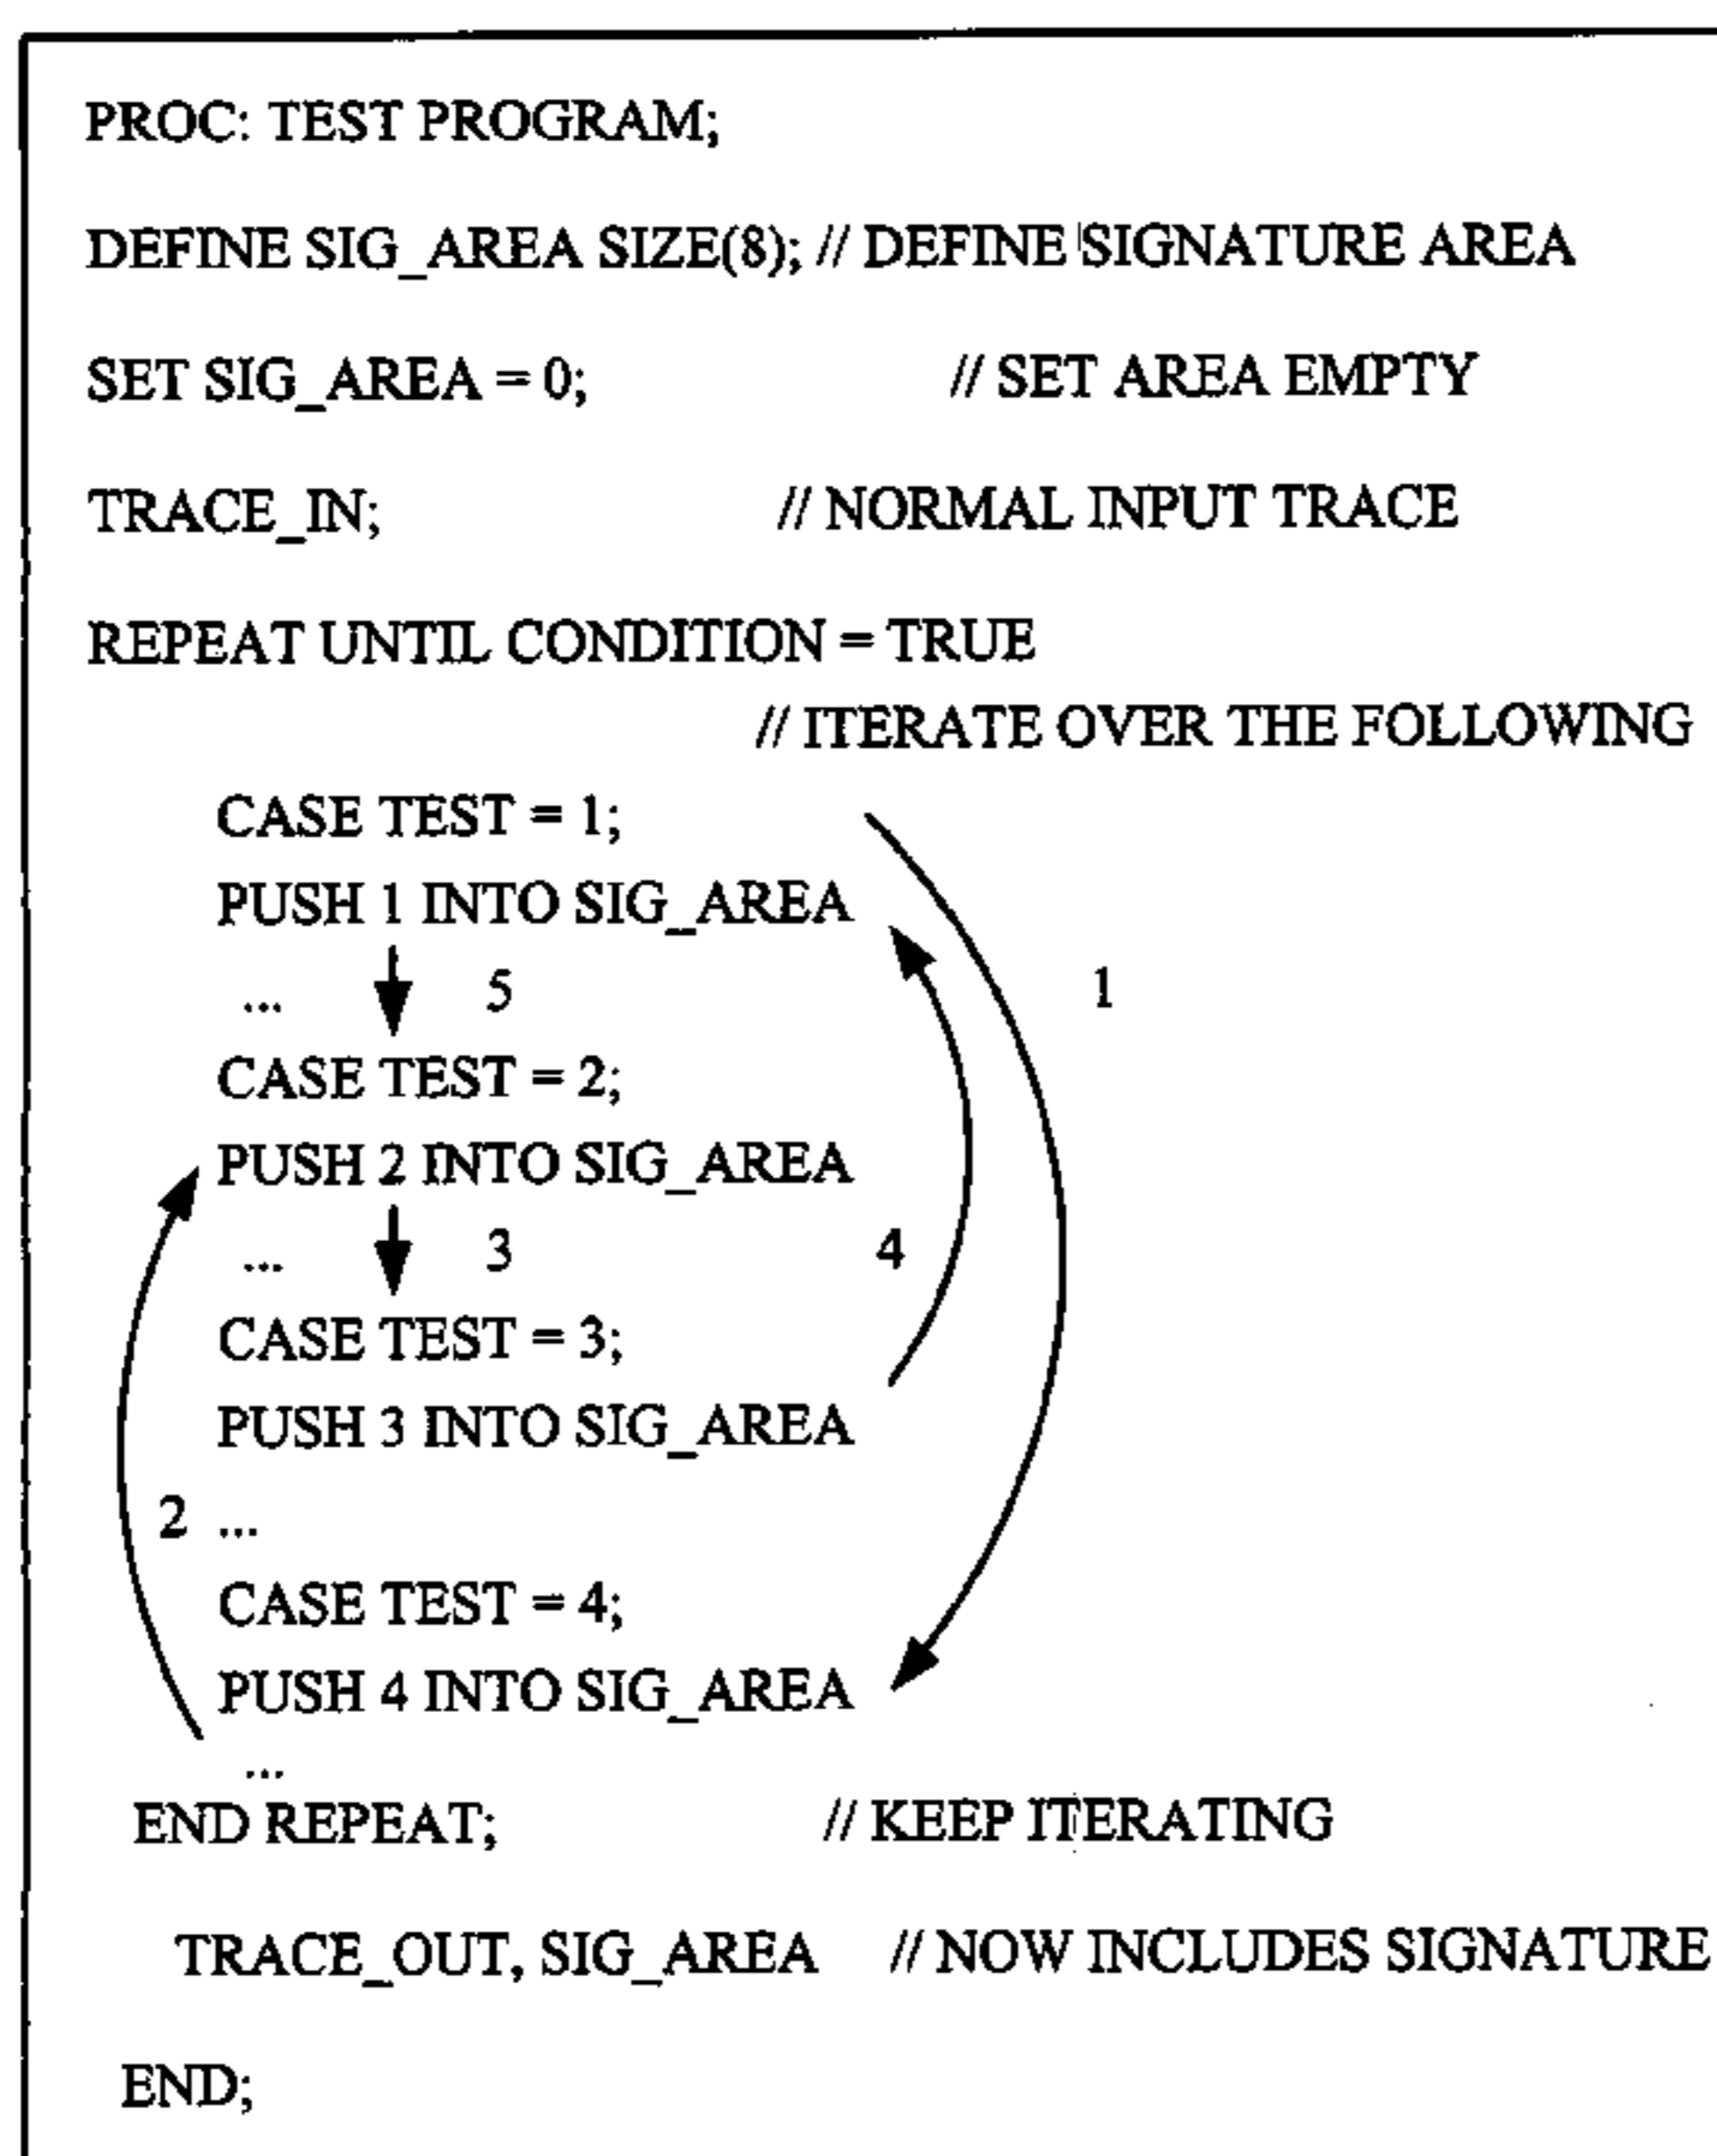 PROC: TEST PROGRAM;
DEFINE SIG_AREA SIZE(8); // DEFINE SIGNATURE AREA
SET SIG_AREA = 0; // SET AREA EMPTY
TRACE_IN; // NORMAL INPUT TRACE
REPEAT UNTIL CONDITION = TRUE
// ITERATE OVER THE FOLLOWING
CASE TEST = 1;
PUSH 1 INTO SIG_AREA
... 5 1
CASE TEST = 2;
PUSH 2 INTO SIG_AREA
... 3 4
CASE TEST = 3;
PUSH 3 INTO SIG_AREA
2 ...
CASE TEST = 4;
PUSH 4 INTO SIG_AREA
...
END REPEAT; // KEEP ITERATING
TRACE_OUT, SIG_AREA // NOW INCLUDES SIGNATURE
END;